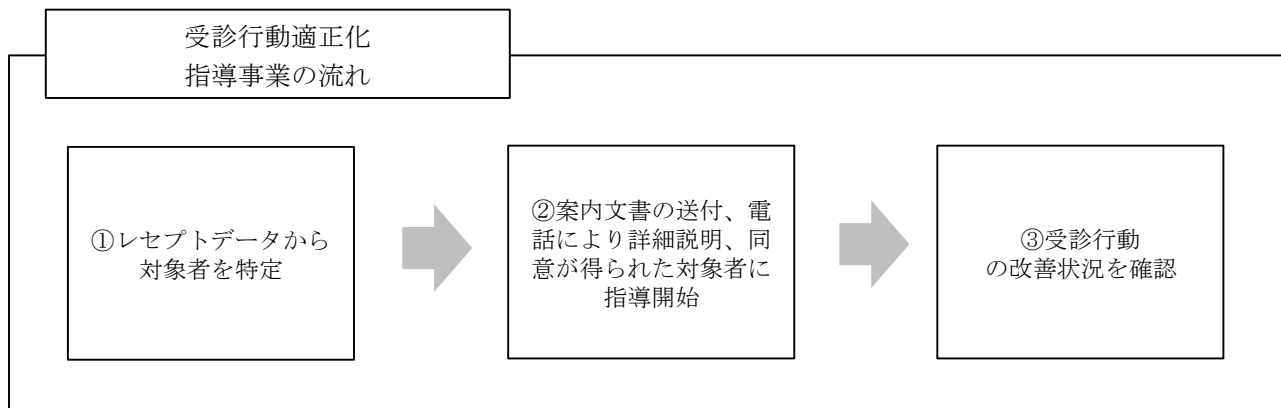 受診行動適正化
指導事業の流れ
①レセプトデータから
対象者を特定
②案内文書の送付、電
話により詳細説明、同
意が得られた対象者に
指導開始
③受診行動
の改善状況を確認